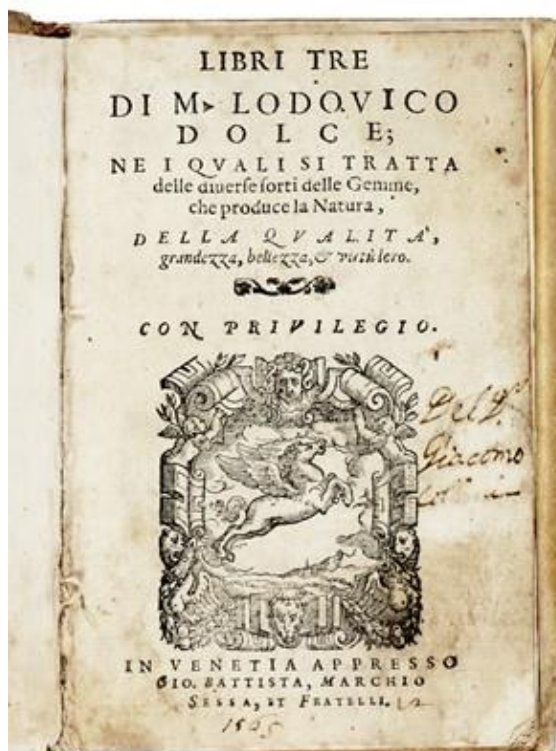 LIBRI TRE
DI M. LODOVICO
DOLCE;
NE I QVALI SI TRATTA
delle diuerse sorti delle Gemme,
che produce la Natura,
DELLA QVALITA',
grandezza, bellezza, & virtù loro.
CON PRIVILEGIO.
Del
Giacomo
IN VENETIA APPRESSO
GIO. BATTISTA, MARCHIO
SESSA, ET FRATELLI.